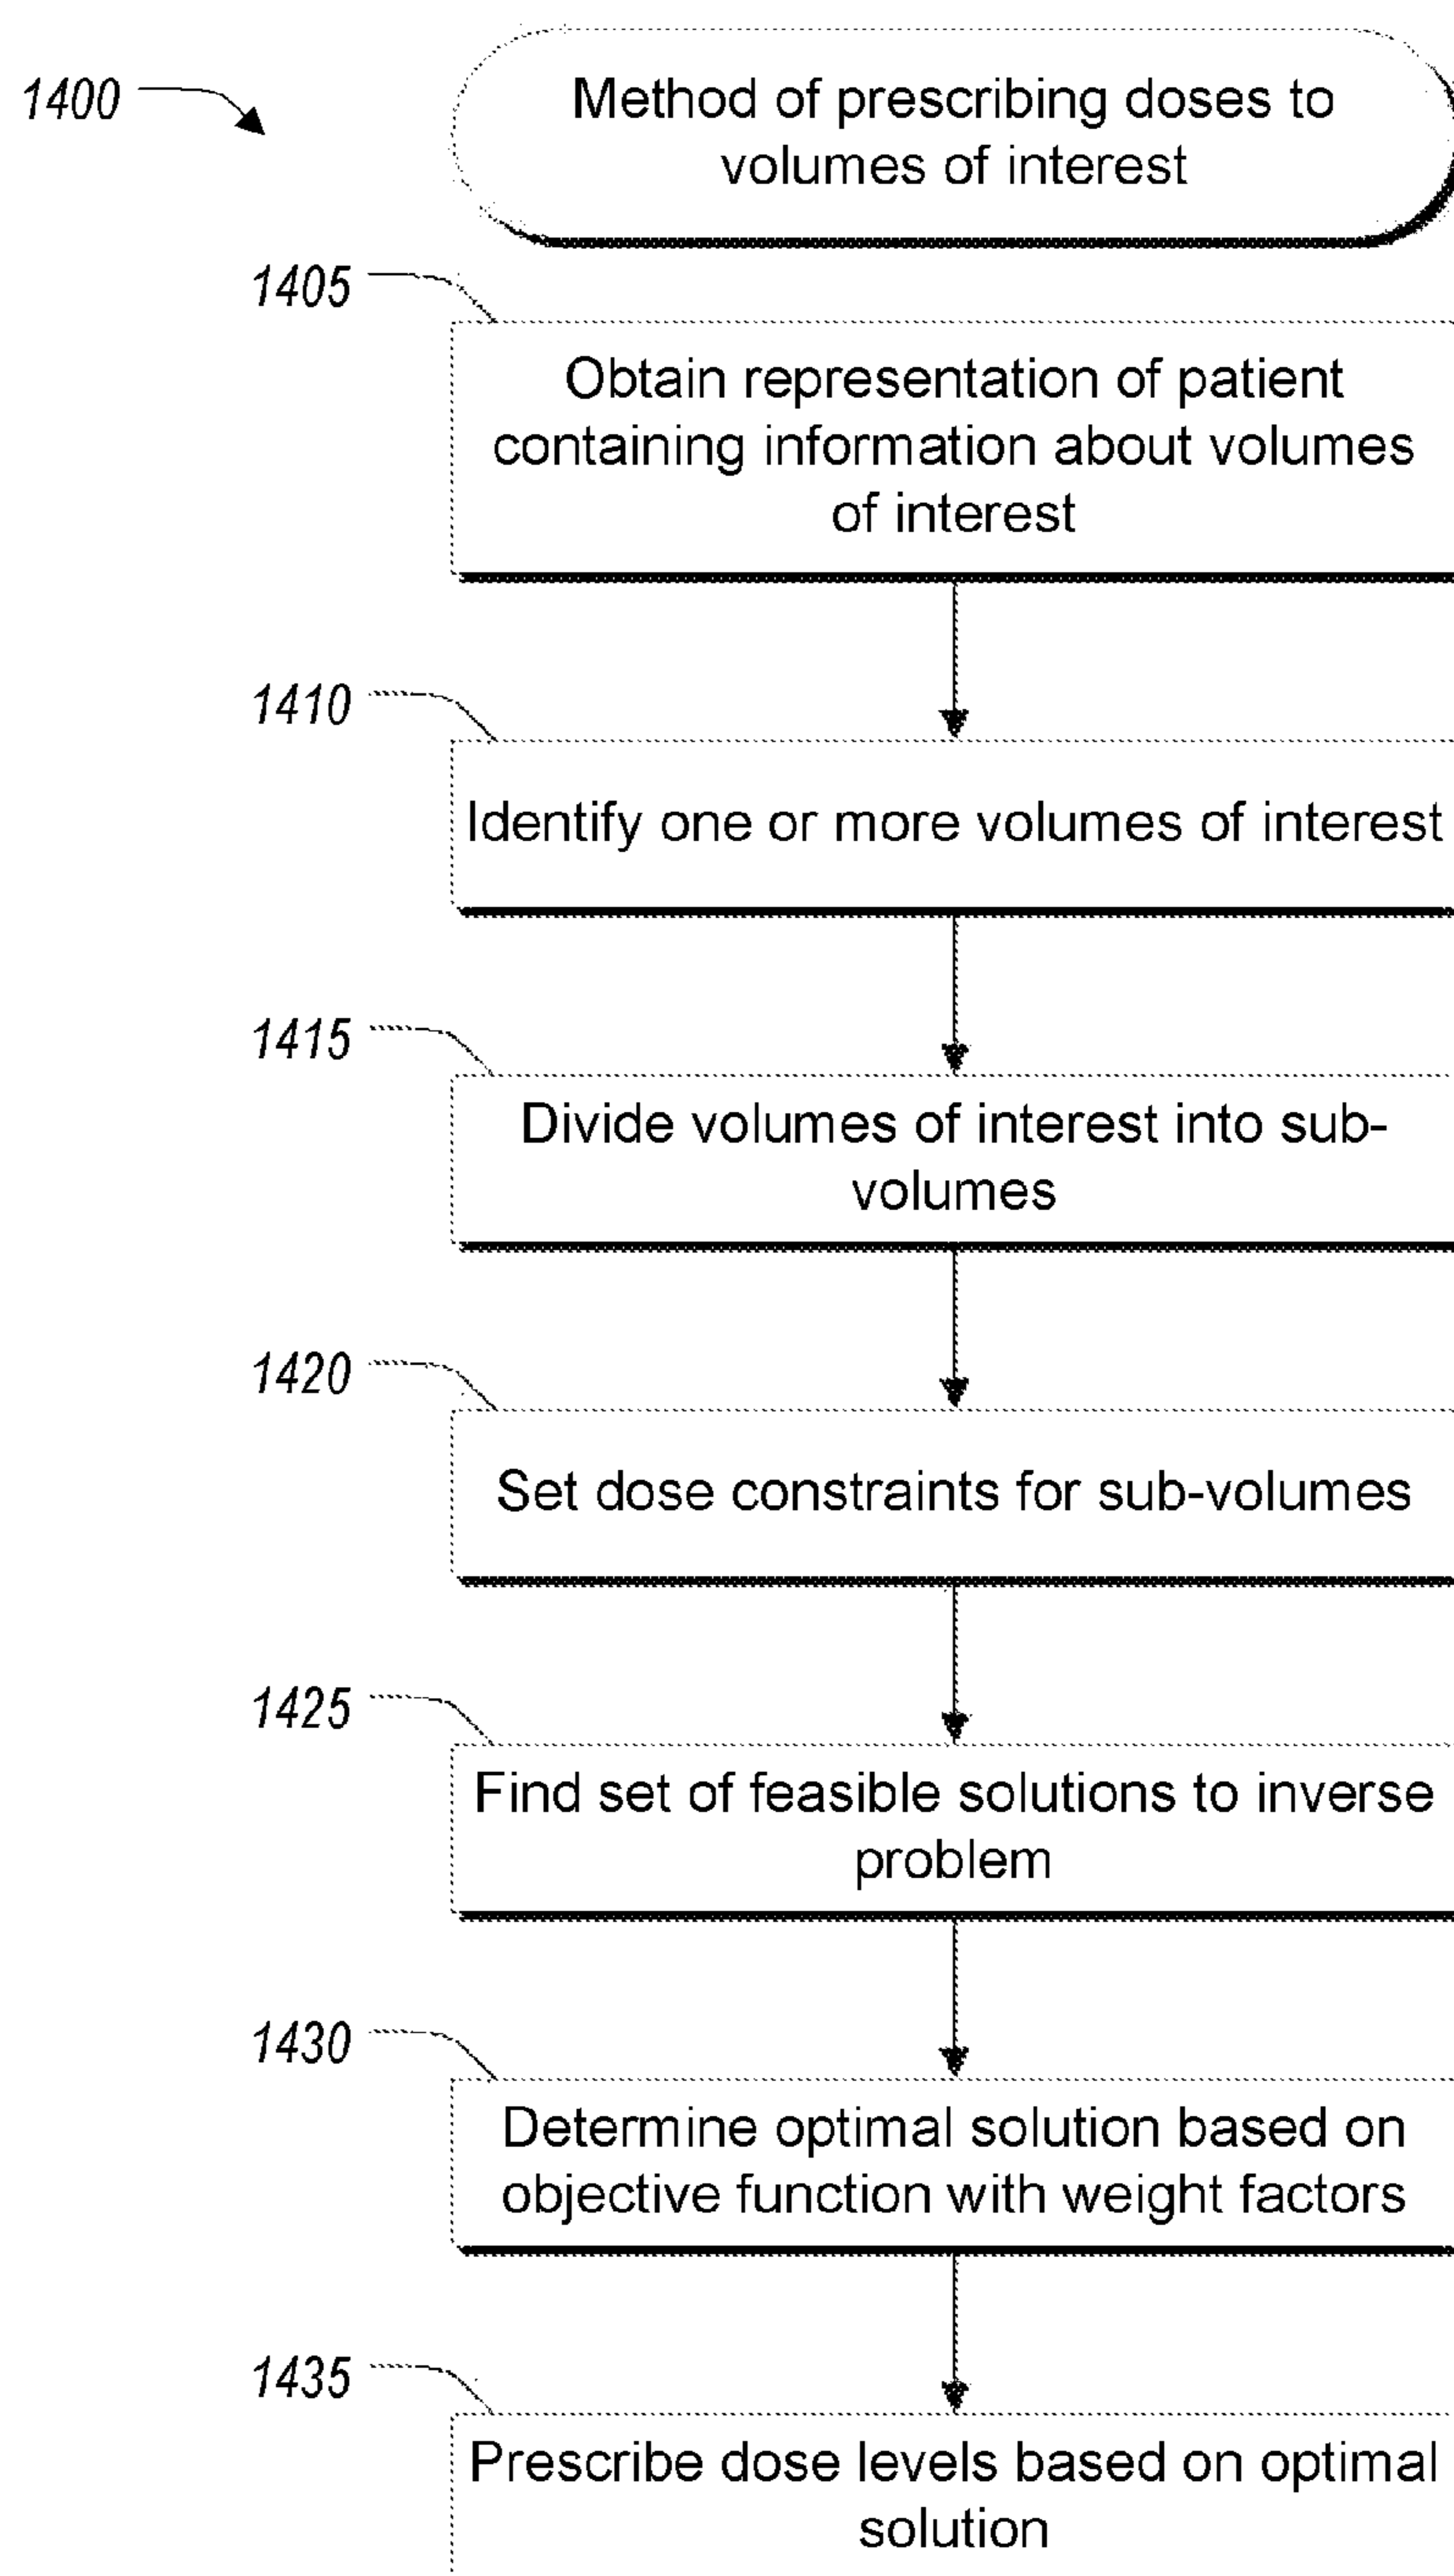 1400
Method of prescribing doses to
volumes of interest
1405
Obtain representation of patient
containing information about volumes
of interest
1410
Identify one or more volumes of interest
1415
Divide volumes of interest into sub-
volumes
1420
Set dose constraints for sub-volumes
1425
Find set of feasible solutions to inverse
problem
1430
Determine optimal solution based on
objective function with weight factors
1435
Prescribe dose levels based on optimal
solution